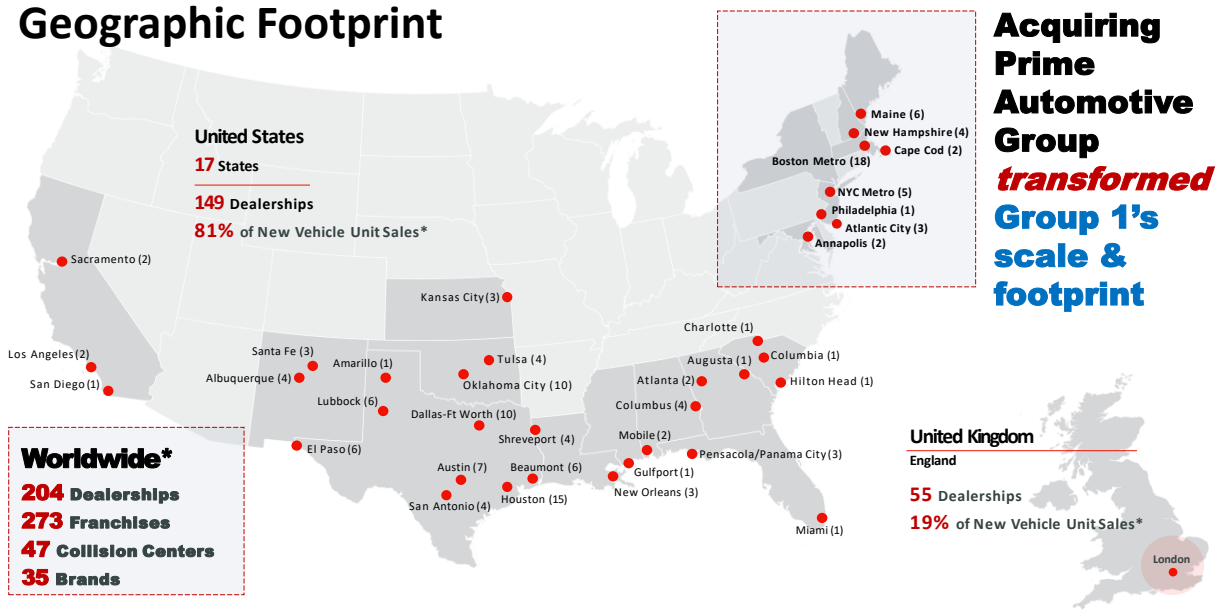 Geographic Footprint
United States
17 States
149 Dealerships
81% of New Vehicle Unit Sales*
Maine (6)
New Hampshire (4)
Cape Cod (2)
Boston Metro (18)
NYC Metro (5)
Philadelphia (1)
Atlantic City (3)
Annapolis (2)
Acquiring
Prime
Automotive
Group
transformed
Group 1’s
scale &
footprint
Sacramento (2)
Los Angeles (2)
San Diego (1)
Kansas City (3)
Santa Fe (3)
Albuquerque (4)
Amarillo (1)
Lubbock (6)
Tulsa (4)
Oklahoma City (10)
Dallas-Ft Worth (10)
Shreveport (4)
El Paso (6)
Austin (7)
San Antonio (4)
Beaumont (6)
Houston (15)
Charlotte (1)
Augusta (1)
Columbia (1)
Atlanta (2)
Hilton Head (1)
Columbus (4)
Mobile (2)
Pensacola/Panama City (3)
Gulfport (1)
New Orleans (3)
Miami (1)
Worldwide*
204 Dealerships
273 Franchises
47 Collision Centers
35 Brands
United Kingdom
England
55 Dealerships
19% of New Vehicle Unit Sales*
London